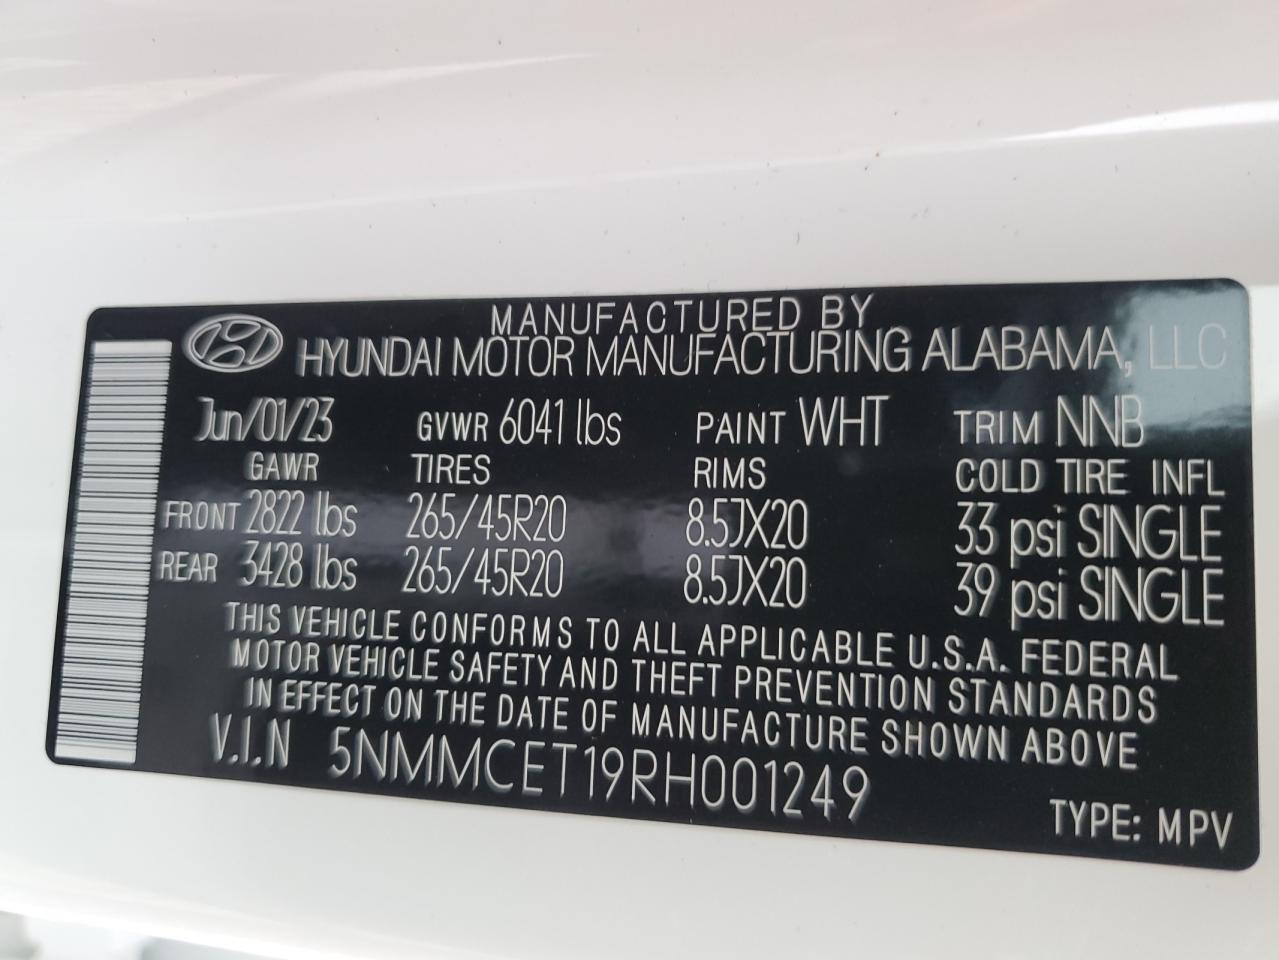 MANUFACTURED BY
HYUNDAI MOTOR MANUFACTURING ALABAMA, LLC
Jun/01/23 GVWR 6041 lbs PAINT WHT TRIM NNB
GAWR TIRES RIMS COLD TIRE INFL
FRONT 2822 lbs 265/45R20 8.5JX20 33 psi SINGLE
REAR 3428 lbs 265/45R20 8.5JX20 39 psi SINGLE
THIS VEHICLE CONFORMS TO ALL APPLICABLE U.S.A. FEDERAL
MOTOR VEHICLE SAFETY AND THEFT PREVENTION STANDARDS
IN EFFECT ON THE DATE OF MANUFACTURE SHOWN ABOVE
V.I.N 5NMMCET19RH001249
TYPE: MPV